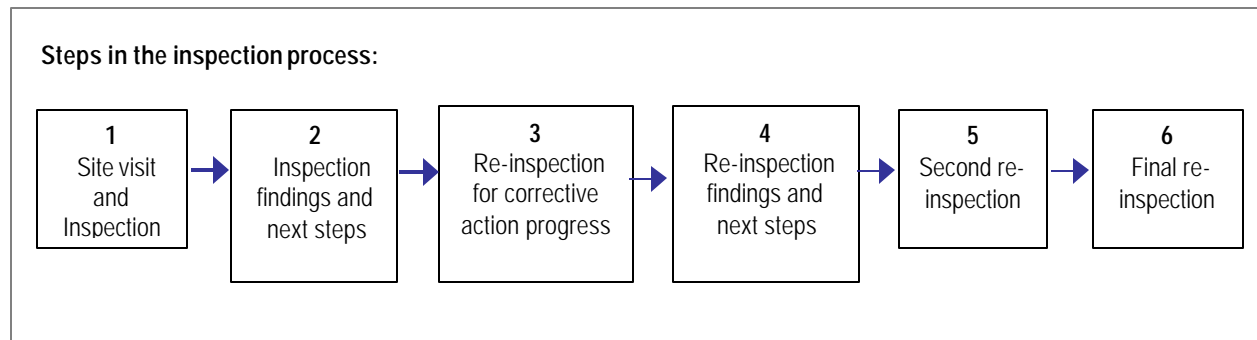 Steps in the inspection process:
1
Site visit
and
Inspection
2
Inspection
findings and
next steps
3
Re-inspection
for corrective
action progress
4
Re-inspection
findings and
next steps
5
Second re-
inspection
6
Final re-
inspection